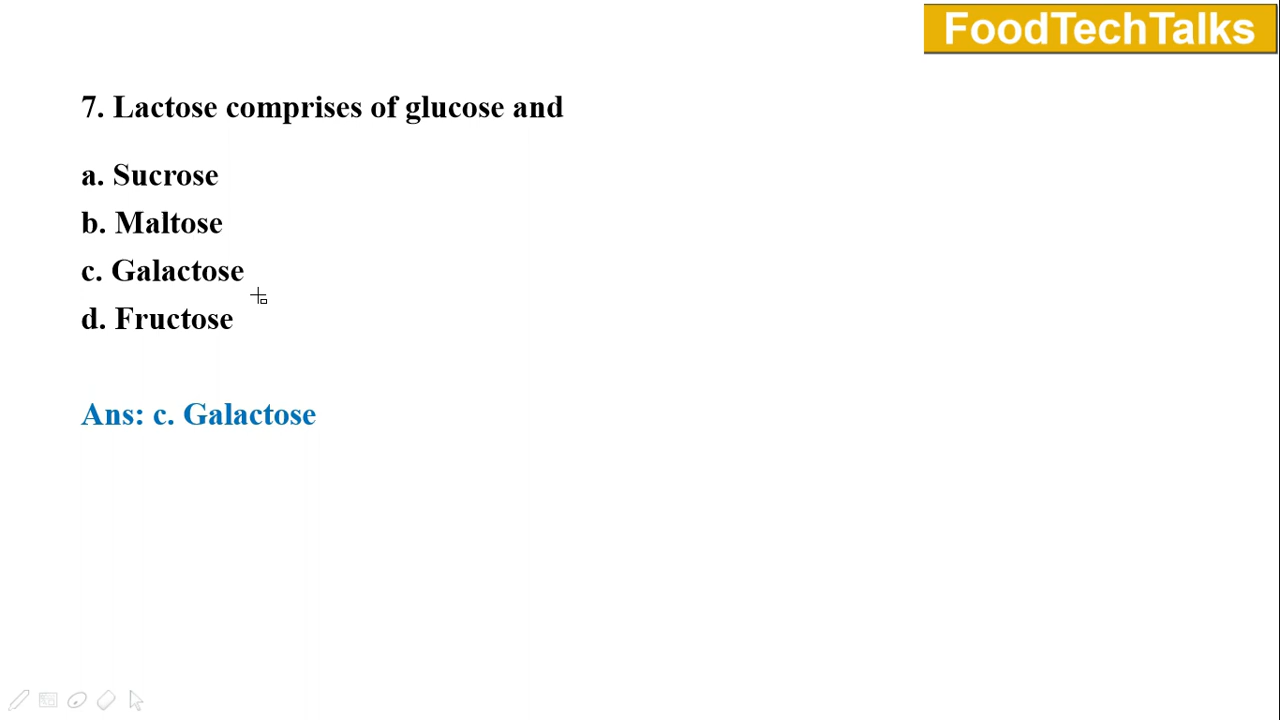 FoodTechTalks
7. Lactose comprises of glucose and
a. Sucrose
b. Maltose
c. Galactose
d. Fructose
Ans: c. Galactose